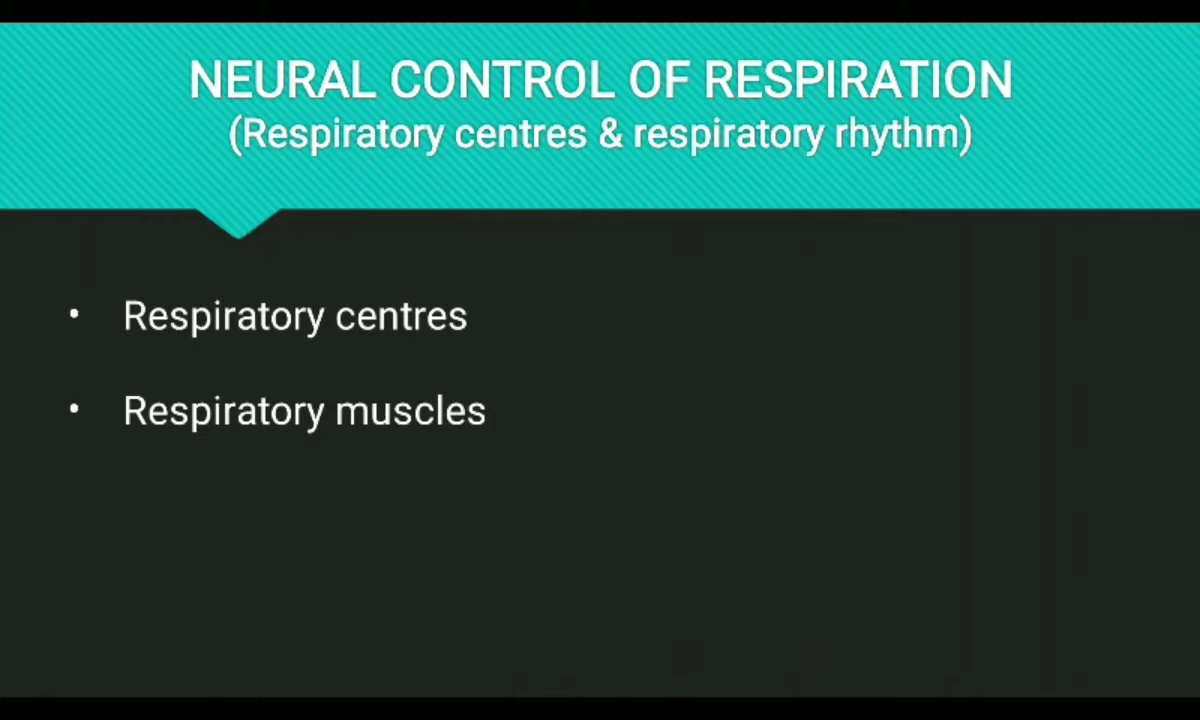 NEURAL CONTROL OF RESPIRATION
(Respiratory centres & respiratory rhythm)
• Respiratory centres
• Respiratory muscles